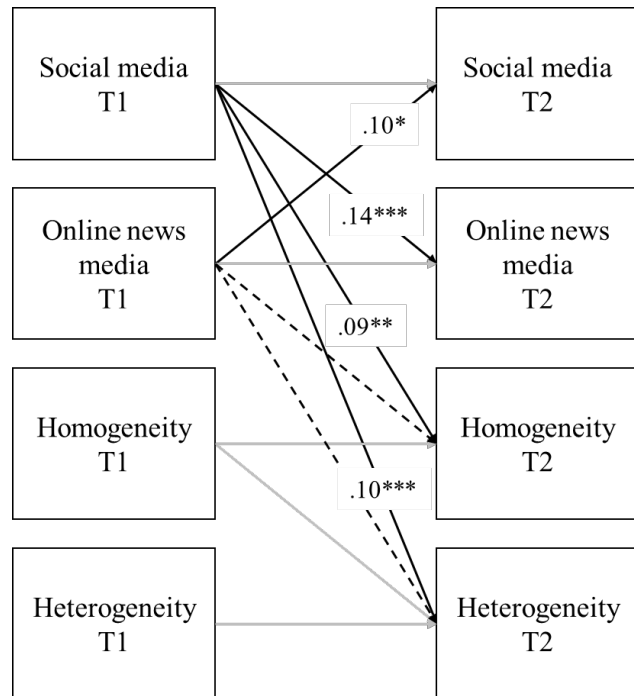 Social media
T1
Social media
T2
.10*
Online news
media
T1
.14***
Online news
media
T2
.09**
Homogeneity
T1
Homogeneity
T2
.10***
Heterogeneity
T1
Heterogeneity
T2